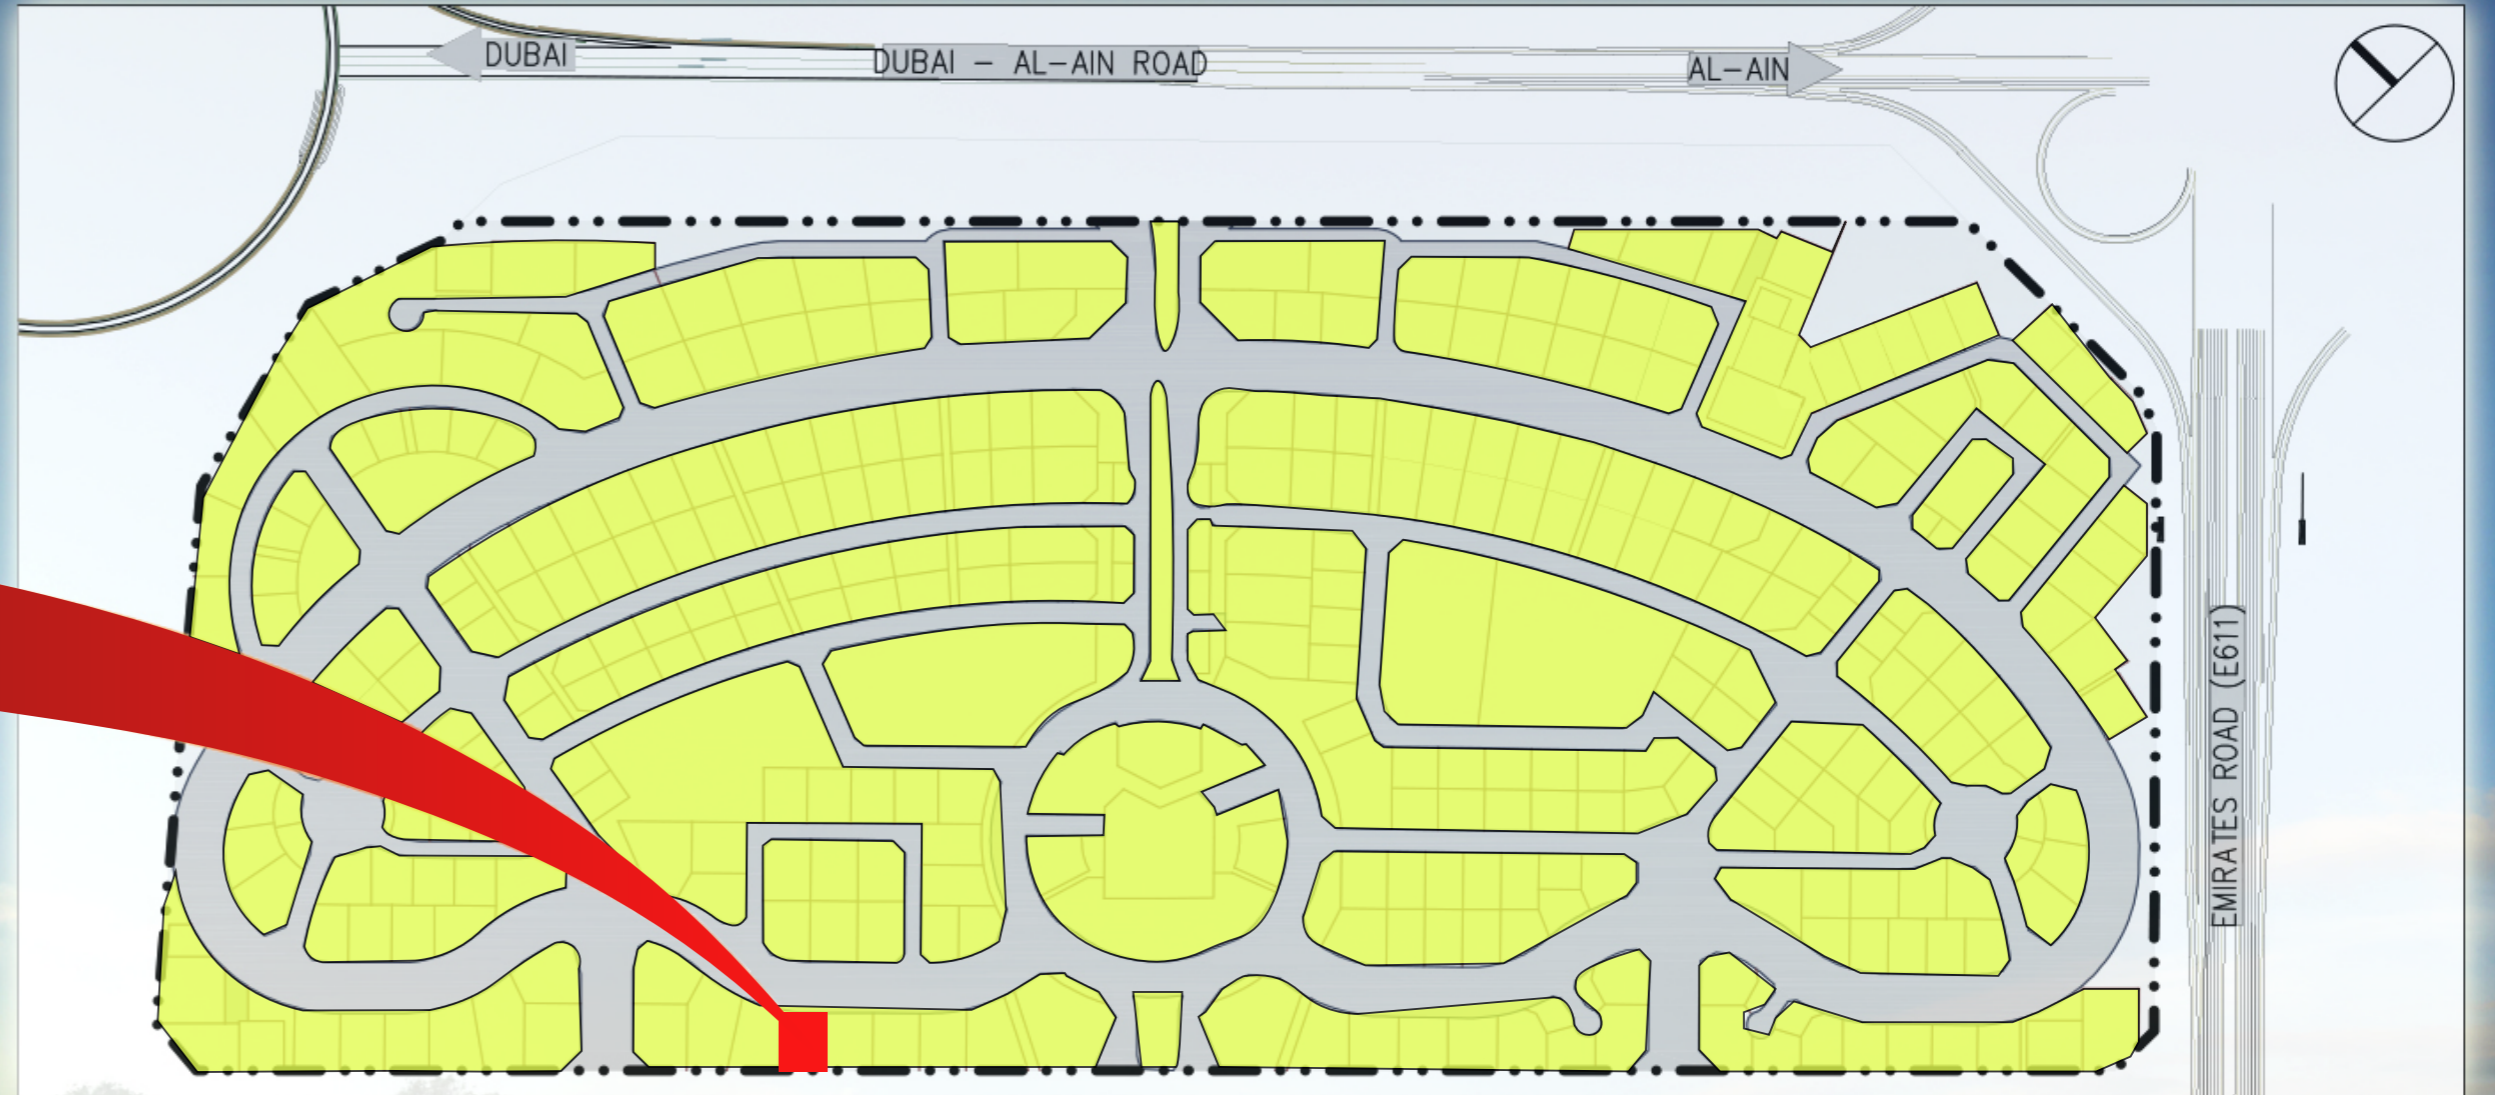 DUBAI
DUBAI - AL-AIN ROAD
AL-AIN
EMIRATES ROAD (E611)